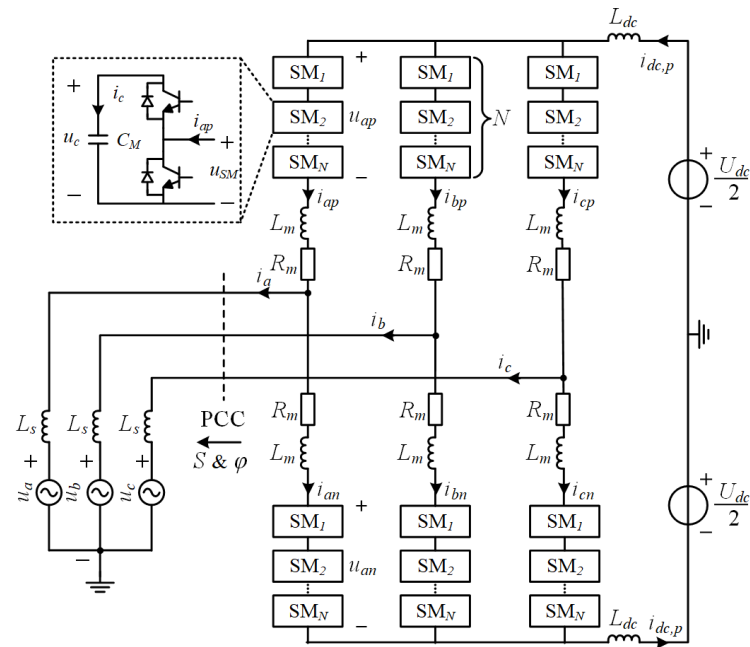 L_dc
i_dc,p
SM_1 + SM_1 SM_1
+ i_c
i_ap + SM_2 u_ap SM_2 N SM_2
u_c C_M
u_SM
SM_N − SM_N SM_N
− −
+ U_dc/2 −
i_ap i_bp i_cp
L_m L_m L_m
R_m R_m R_m
i_a
i_b
i_c
R_m R_m R_m
PCC
L_s L_s L_s
S & φ
L_m L_m L_m
+ + +
u_a u_b u_c
i_an i_bn i_cn
+ U_dc/2 −
SM_1 + SM_1 SM_1
−
SM_2 u_an SM_2 SM_2
SM_N − SM_N SM_N
L_dc i_dc,p